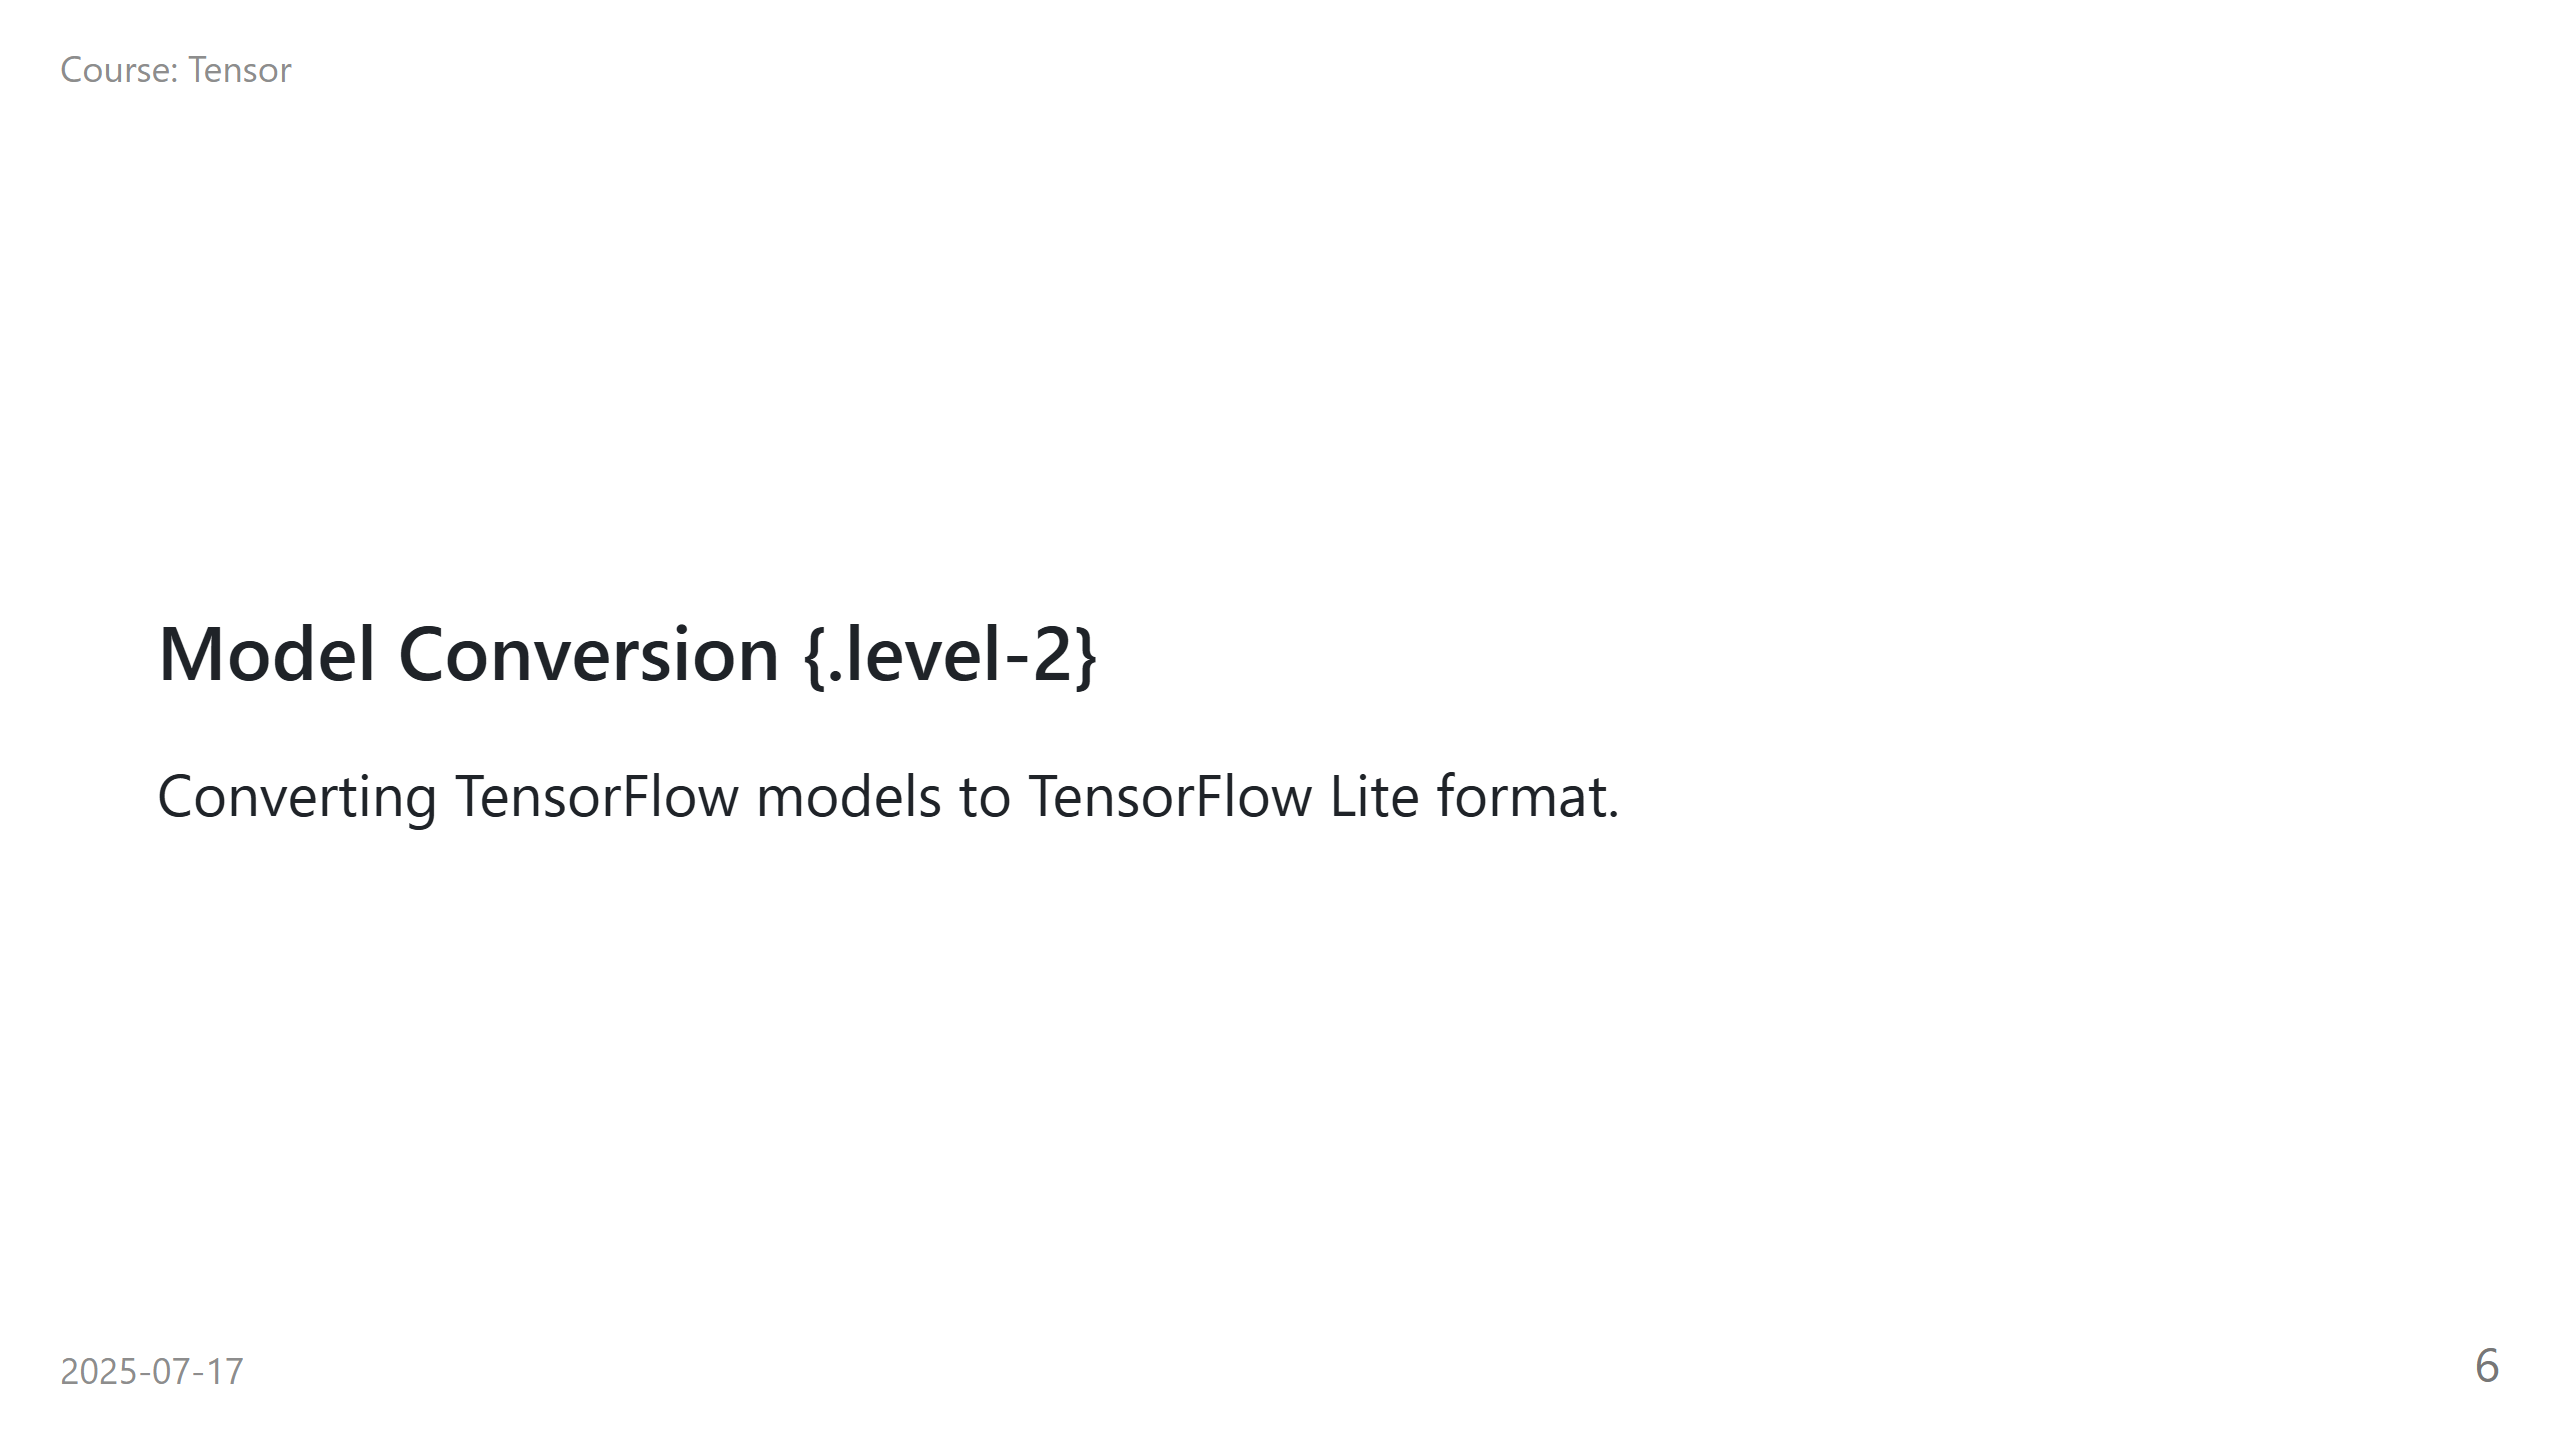 Course: Tensor
Model Conversion {.level-2}
Converting TensorFlow models to TensorFlow Lite format.
2025-07-17
6